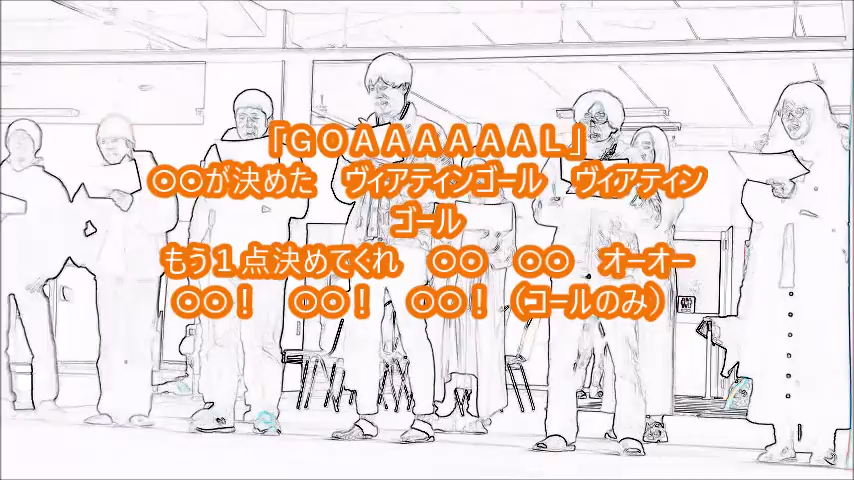 「ＧＯＡＡＡＡＡＡＬ」
○○が決めた　ヴィアティンゴール　ヴィアティン
ゴール
もう１点決めてくれ　○○　○○　オーオー
○○！　○○！　○○！（コールのみ）